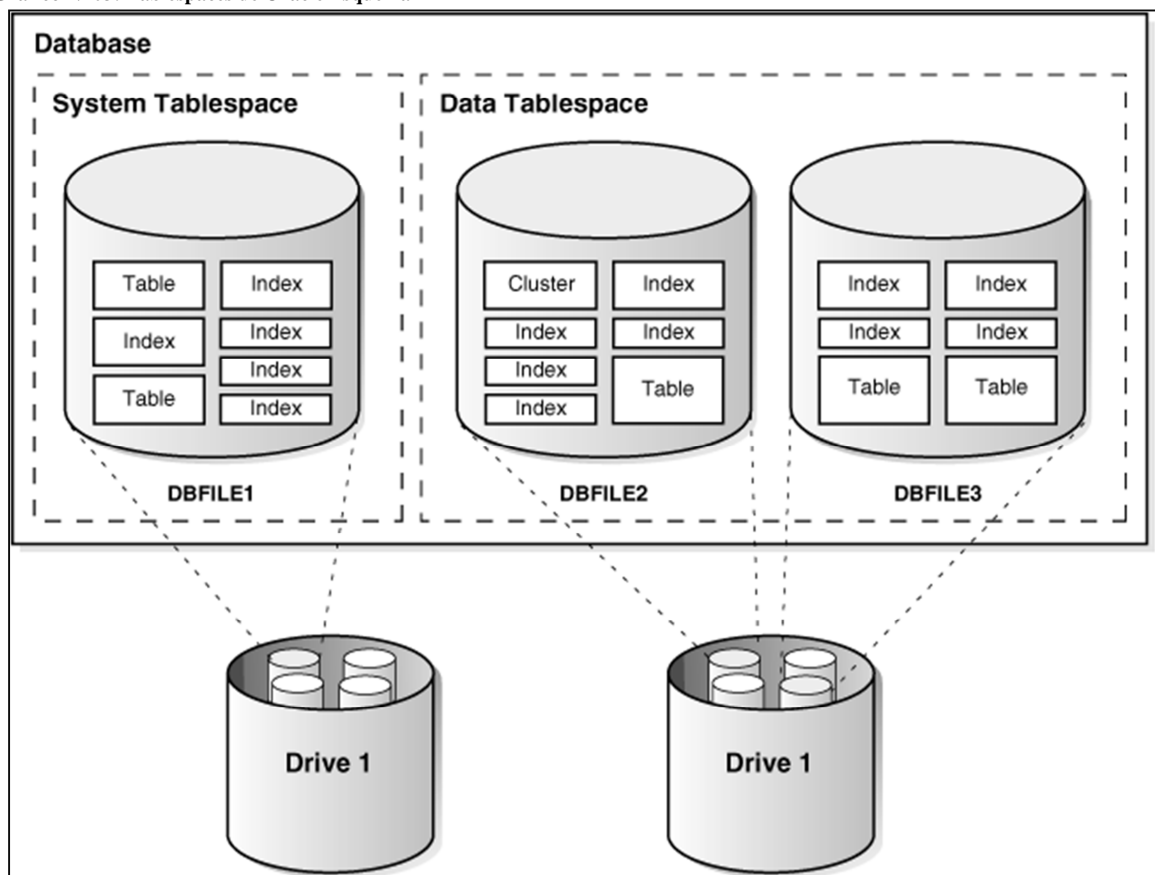 Database
System Tablespace
Data Tablespace
Table
Index
Index
Index
Index
Table
Index
Cluster
Index
Index
Index
Index
Table
Index
Index
Index
Index
Index
Table
Table
DBFILE1
DBFILE2
DBFILE3
Drive 1
Drive 1